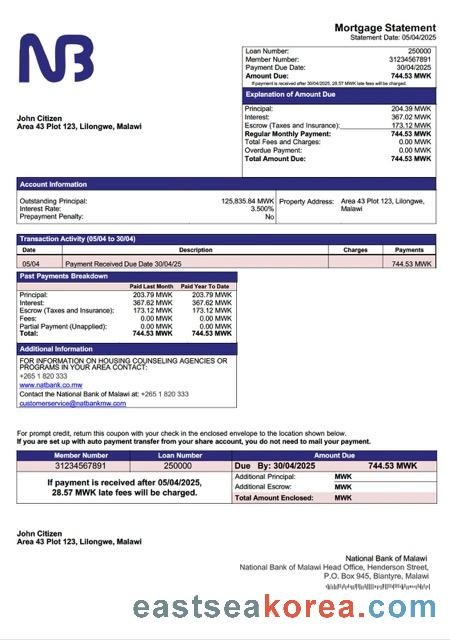 NB
Mortgage Statement
Statement Date: 05/04/2025
Loan Number: 250000
Member Number: 31234567891
Payment Due Date: 30/04/2025
Amount Due: 744.53 MWK
If payment is received after 30/04/2025, 28.57 MWK late fees will be charged.
Explanation of Amount Due
Principal: 204.39 MWK
Interest: 367.02 MWK
Escrow (Taxes and Insurance): 173.12 MWK
Regular Monthly Payment: 744.53 MWK
Total Fees and Charges: 0.00 MWK
Overdue Payment: 0.00 MWK
Total Amount Due: 744.53 MWK
John Citizen
Area 43 Plot 123, Lilongwe, Malawi
Account Information
Outstanding Principal: 125,835.84 MWK
Interest Rate: 3.500%
Prepayment Penalty: No
Property Address: Area 43 Plot 123, Lilongwe,
Malawi
Transaction Activity (05/04 to 30/04)
Date Description Charges Payments
05/04 Payment Received Due Date 30/04/25 744.53 MWK
Past Payments Breakdown
Paid Last Month Paid Year To Date
Principal: 203.79 MWK 203.79 MWK
Interest: 367.62 MWK 367.62 MWK
Escrow (Taxes and Insurance): 173.12 MWK 173.12 MWK
Fees: 0.00 MWK 0.00 MWK
Partial Payment (Unapplied): 0.00 MWK 0.00 MWK
Total: 744.53 MWK 744.53 MWK
Additional Information
FOR INFORMATION ON HOUSING COUNSELING AGENCIES OR
PROGRAMS IN YOUR AREA CONTACT:
+265 1 820 333
www.natbank.co.mw
Contact the National Bank of Malawi at: +265 1 820 333
customerservice@natbankmw.com
For prompt credit, return this coupon with your check in the enclosed envelope to the location shown below.
If you are set up with auto payment transfer from your share account, you do not need to mail your payment.
Member Number Loan Number Amount Due
31234567891 250000 Due By: 30/04/2025 744.53 MWK
If payment is received after 05/04/2025,
28.57 MWK late fees will be charged.
Additional Principal: MWK
Additional Escrow: MWK
Total Amount Enclosed: MWK
John Citizen
Area 43 Plot 123, Lilongwe, Malawi
National Bank of Malawi
National Bank of Malawi Head Office, Henderson Street,
P.O. Box 945, Blantyre, Malawi
eastseakorea.com